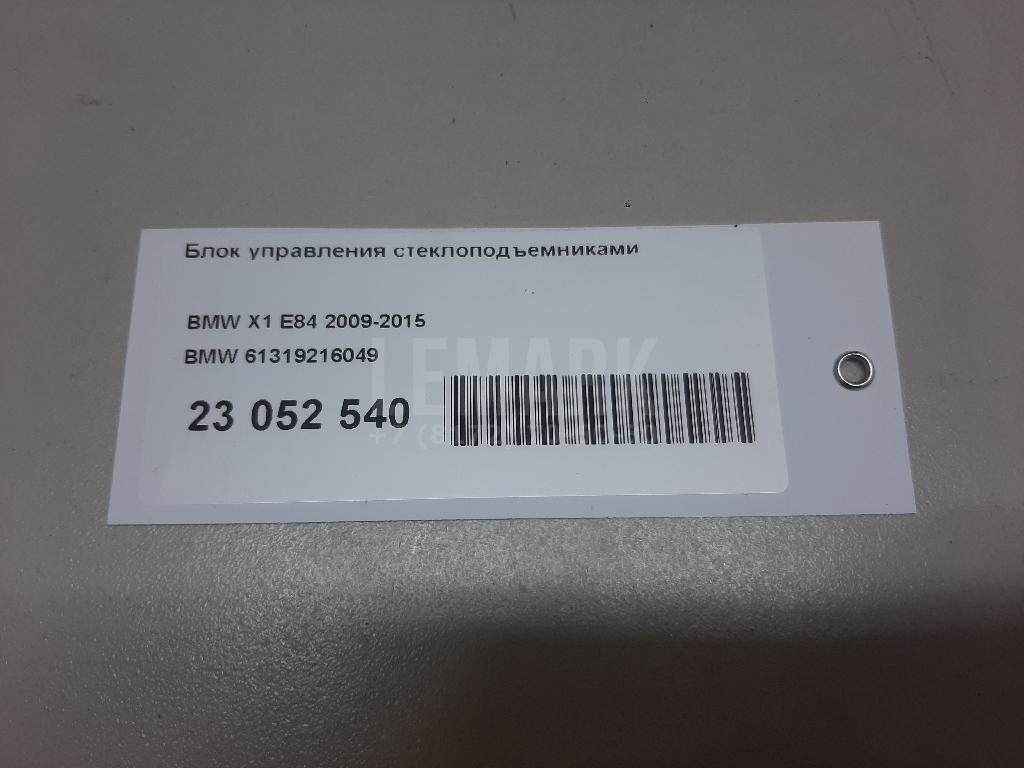 Блок управления стеклоподъемниками
BMW X1 E84 2009-2015
BMW 61319216049
23 052 540
LEMARK